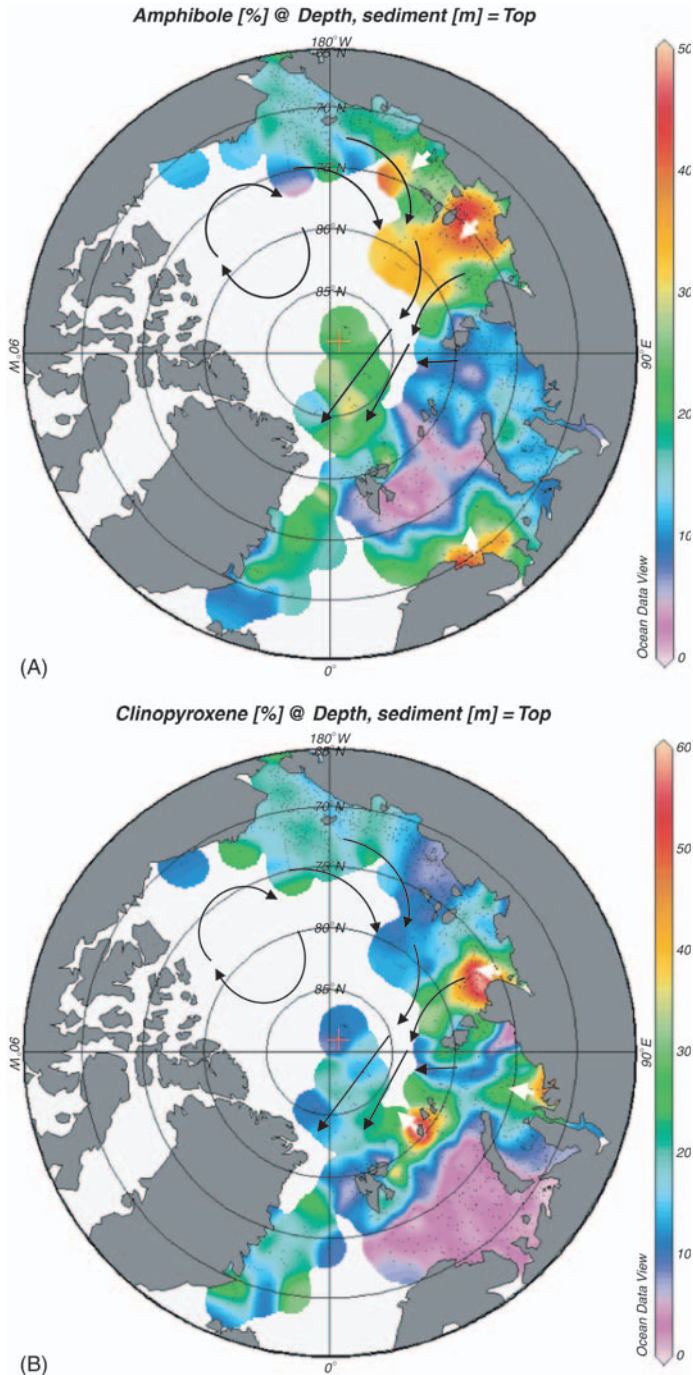 Amphibole [%] @ Depth, sediment [m] = Top
180°W
65°N
70°N
75°N
80°N
85°N
90°W
90°E
0°
50
40
30
20
10
0
Ocean Data View
(A)
Clinopyroxene [%] @ Depth, sediment [m] = Top
180°W
65°N
70°N
75°N
80°N
85°N
90°W
90°E
0°
60
50
40
30
20
10
0
Ocean Data View
(B)